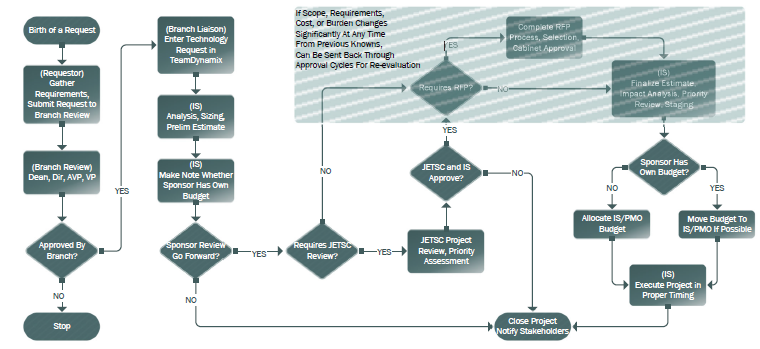 Birth of a Request
(Requestor)
Gather
Requirements,
Submit Request to
Branch Review
(Branch Review)
Dean, Dir, AVP, VP
Approved By
Branch?
YES
NO
Stop
(Branch Liaison)
Enter Technology
Request in
TeamDynamix
(IS)
Analysis, Sizing,
Prelim Estimate
(IS)
Make Note Whether
Sponsor Has Own
Budget
Sponsor Review
Go Forward?
YES
NO
Requires JETSC
Review?
NO
YES
JETSC Project
Review, Priority
Assessment
JETSC and IS
Approve?
YES
NO
If Scope, Requirements,
Cost, or Burden Changes
Significantly At Any Time
From Previous Knowns,
Can Be Sent Back Through
Approval Cycles For Re-evaluation
Requires RFP?
YES
NO
Complete RFP
Process, Selection
Cabinet Approval
(IS)
Finalize Estimate,
Impact Analysis, Priority
Review, Staging
Sponsor Has
Own Budget?
NO
YES
Allocate IS/PMO
Budget
Move Budget To
IS/PMO If Possible
(IS)
Execute Project in
Proper Timing
Close Project
Notify Stakeholders